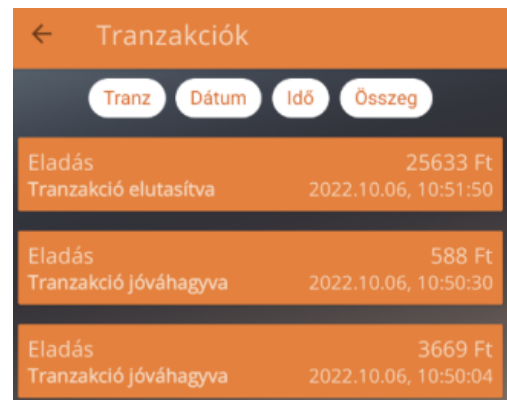 Tranzakciók
Tranz Dátum Idő Összeg
Eladás 25633 Ft
Tranzakció elutasítva 2022.10.06, 10:51:50
Eladás 588 Ft
Tranzakció jóváhagyva 2022.10.06, 10:50:30
Eladás 3669 Ft
Tranzakció jóváhagyva 2022.10.06, 10:50:04